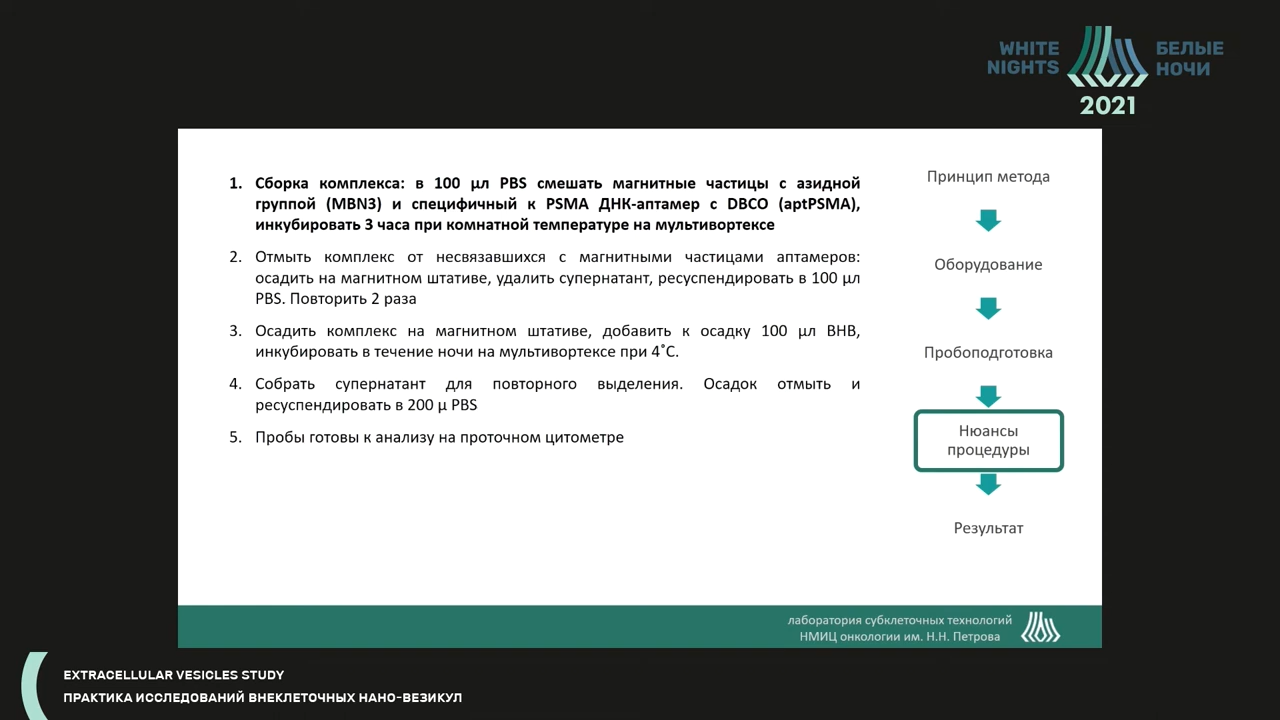 WHITE
NIGHTS
БЕЛЫЕ
НОЧИ
2021
1. Сборка комплекса: в 100 µл PBS смешать магнитные частицы с азидной
группой (MBN3) и специфичный к PSMA ДНК-аптамер с DBCO (aptPSMA),
инкубировать 3 часа при комнатной температуре на мультивортексе
2. Отмыть комплекс от несвязавшихся с магнитными частицами аптамеров:
осадить на магнитном штативе, удалить супернатант, ресуспендировать в 100 µл
PBS. Повторить 2 раза
3. Осадить комплекс на магнитном штативе, добавить к осадку 100 µл ВНВ,
инкубировать в течение ночи на мультивортексе при 4˚С.
4. Собрать супернатант для повторного выделения. Осадок отмыть и
ресуспендировать в 200 µ PBS
5. Пробы готовы к анализу на проточном цитометре
Принцип метода
Оборудование
Пробоподготовка
Нюансы
процедуры
Результат
лаборатория субклеточных технологий
НМИЦ онкологии им. Н.Н. Петрова
EXTRACELLULAR VESICLES STUDY
ПРАКТИКА ИССЛЕДОВАНИЙ ВНЕКЛЕТОЧНЫХ НАНО-ВЕЗИКУЛ